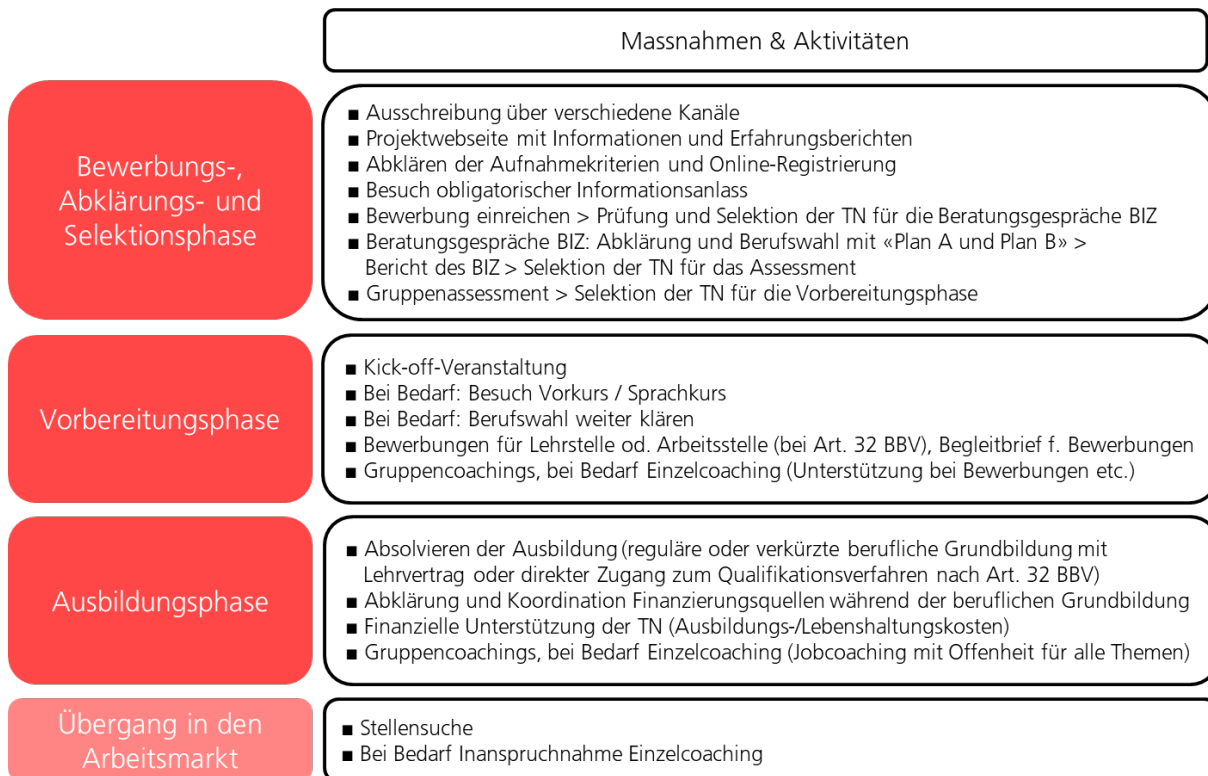 Massnahmen & Aktivitäten
Bewerbungs-,
Abklärungs- und
Selektionsphase
■ Ausschreibung über verschiedene Kanäle
■ Projektwebseite mit Informationen und Erfahrungsberichten
■ Abklären der Aufnahmekriterien und Online-Registrierung
■ Besuch obligatorischer Informationsanlass
■ Bewerbung einreichen > Prüfung und Selektion der TN für die Beratungsgespräche BIZ
■ Beratungsgespräche BIZ: Abklärung und Berufswahl mit «Plan A und Plan B» >
Bericht des BIZ > Selektion der TN für das Assessment
■ Gruppenassessment > Selektion der TN für die Vorbereitungsphase
Vorbereitungsphase
■ Kick-off-Veranstaltung
■ Bei Bedarf: Besuch Vorkurs / Sprachkurs
■ Bei Bedarf: Berufswahl weiter klären
■ Bewerbungen für Lehrstelle od. Arbeitsstelle (bei Art. 32 BBV), Begleitbrief f. Bewerbungen
■ Gruppencoachings, bei Bedarf Einzelcoaching (Unterstützung bei Bewerbungen etc.)
Ausbildungsphase
■ Absolvieren der Ausbildung (reguläre oder verkürzte berufliche Grundbildung mit
Lehrvertrag oder direkter Zugang zum Qualifikationsverfahren nach Art. 32 BBV)
■ Abklärung und Koordination Finanzierungsquellen während der beruflichen Grundbildung
■ Finanzielle Unterstützung der TN (Ausbildungs-/Lebenshaltungskosten)
■ Gruppencoachings, bei Bedarf Einzelcoaching (Jobcoaching mit Offenheit für alle Themen)
Übergang in den
Arbeitsmarkt
■ Stellensuche
■ Bei Bedarf Inanspruchnahme Einzelcoaching